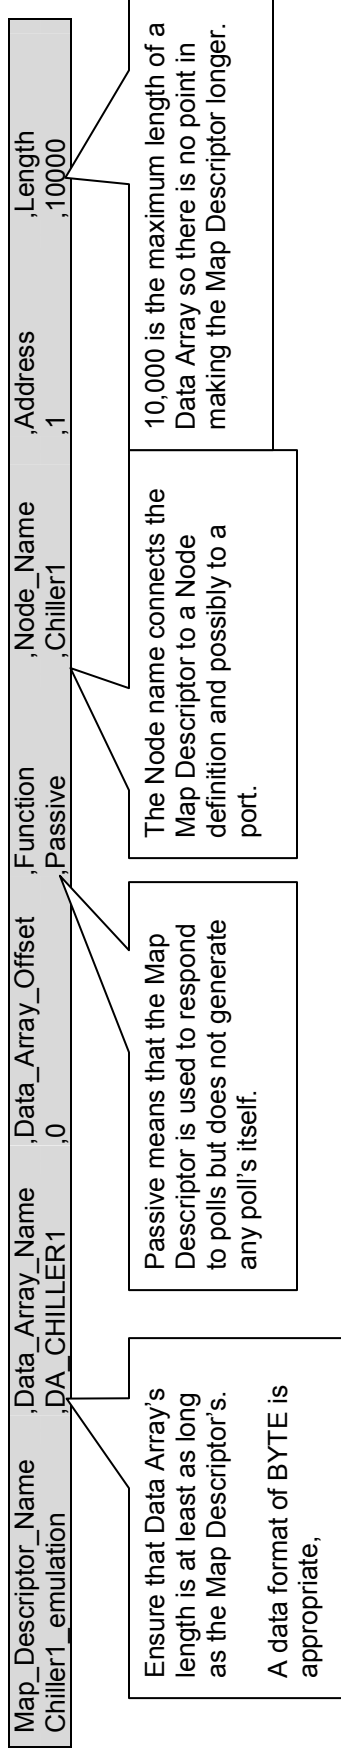 Map_Descriptor_Name ,Data_Array_Name ,Data_Array_Offset ,Function ,Node_Name ,Address ,Length
Chiller1_emulation ,DA_CHILLER1 ,0 ,Passive ,Chiller1 ,1 ,10000
Ensure that Data Array's
length is at least as long
as the Map Descriptor's.
A data format of BYTE is
appropriate,
Passive means that the Map
Descriptor is used to respond
to polls but does not generate
any poll's itself.
The Node name connects the
Map Descriptor to a Node
definition and possibly to a
port.
10,000 is the maximum length of a
Data Array so there is no point in
making the Map Descriptor longer.